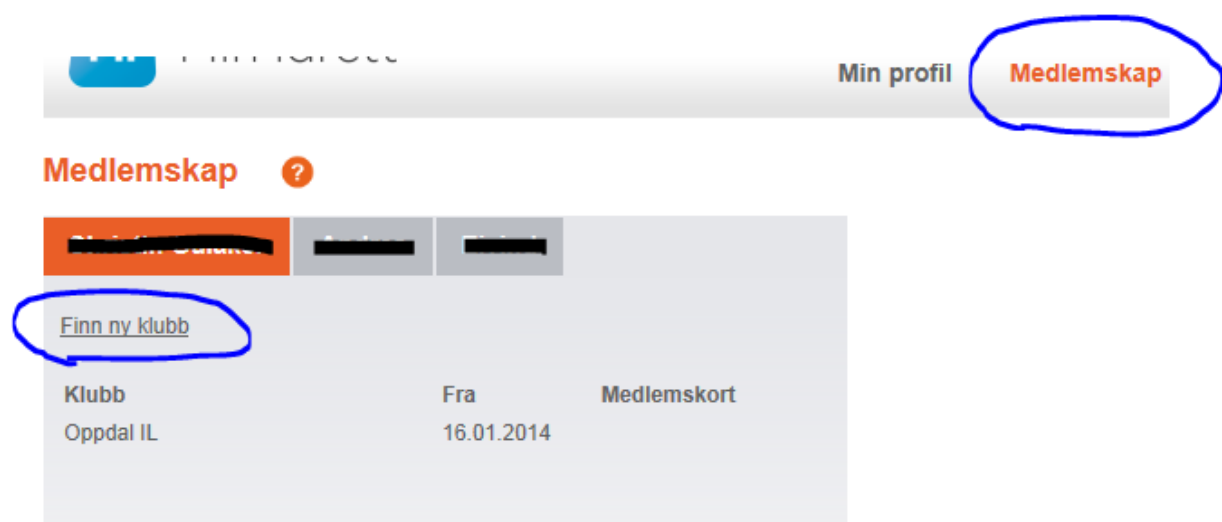 Min profil Medlemskap
Medlemskap ?
Finn ny klubb
Klubb Fra Medlemskort
Oppdal IL 16.01.2014